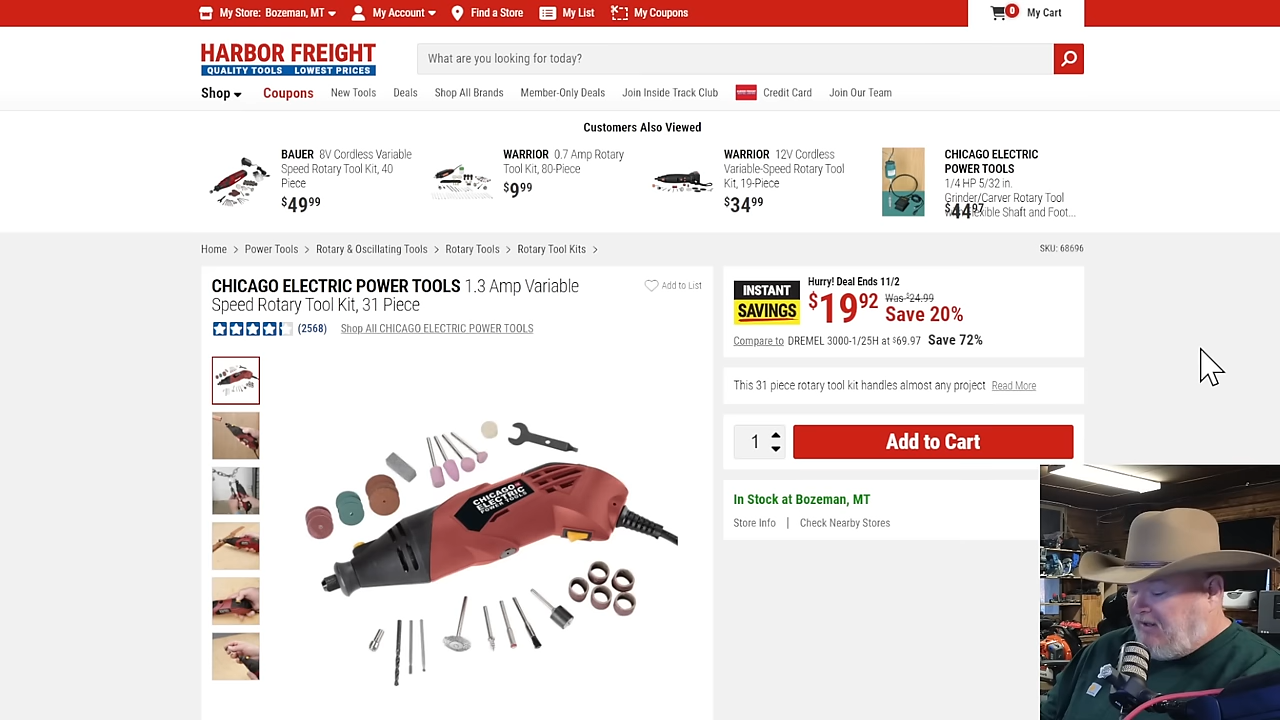 My Store: Bozeman, MT
My Account
Find a Store
My List
My Coupons
0
My Cart
HARBOR FREIGHT
QUALITY TOOLS LOWEST PRICES
What are you looking for today?
Shop
Coupons
New Tools
Deals
Shop All Brands
Member-Only Deals
Join Inside Track Club
Credit Card
Join Our Team
Customers Also Viewed
BAUER 8V Cordless Variable
Speed Rotary Tool Kit, 40
Piece
$49.99
WARRIOR 0.7 Amp Rotary
Tool Kit, 80-Piece
$9.99
WARRIOR 12V Cordless
Variable-Speed Rotary Tool
Kit, 19-Piece
$34.99
CHICAGO ELECTRIC
POWER TOOLS
1/4 HP 5/32 in.
Grinder/Carver Rotary Tool
Flexible Shaft and Foot...
$44.97
Home > Power Tools > Rotary & Oscillating Tools > Rotary Tools > Rotary Tool Kits >
SKU: 68696
CHICAGO ELECTRIC POWER TOOLS 1.3 Amp Variable
Speed Rotary Tool Kit, 31 Piece
Add to List
(2568)
Shop All CHICAGO ELECTRIC POWER TOOLS
CHICAGO
ELECTRIC
POWER TOOLS
INSTANT
SAVINGS
Hurry! Deal Ends 11/2
$19.92
Was $24.99
Save 20%
Compare to DREMEL 3000-1/25H at $69.97 Save 72%
This 31 piece rotary tool kit handles almost any project Read More
1
Add to Cart
In Stock at Bozeman, MT
Store Info | Check Nearby Stores